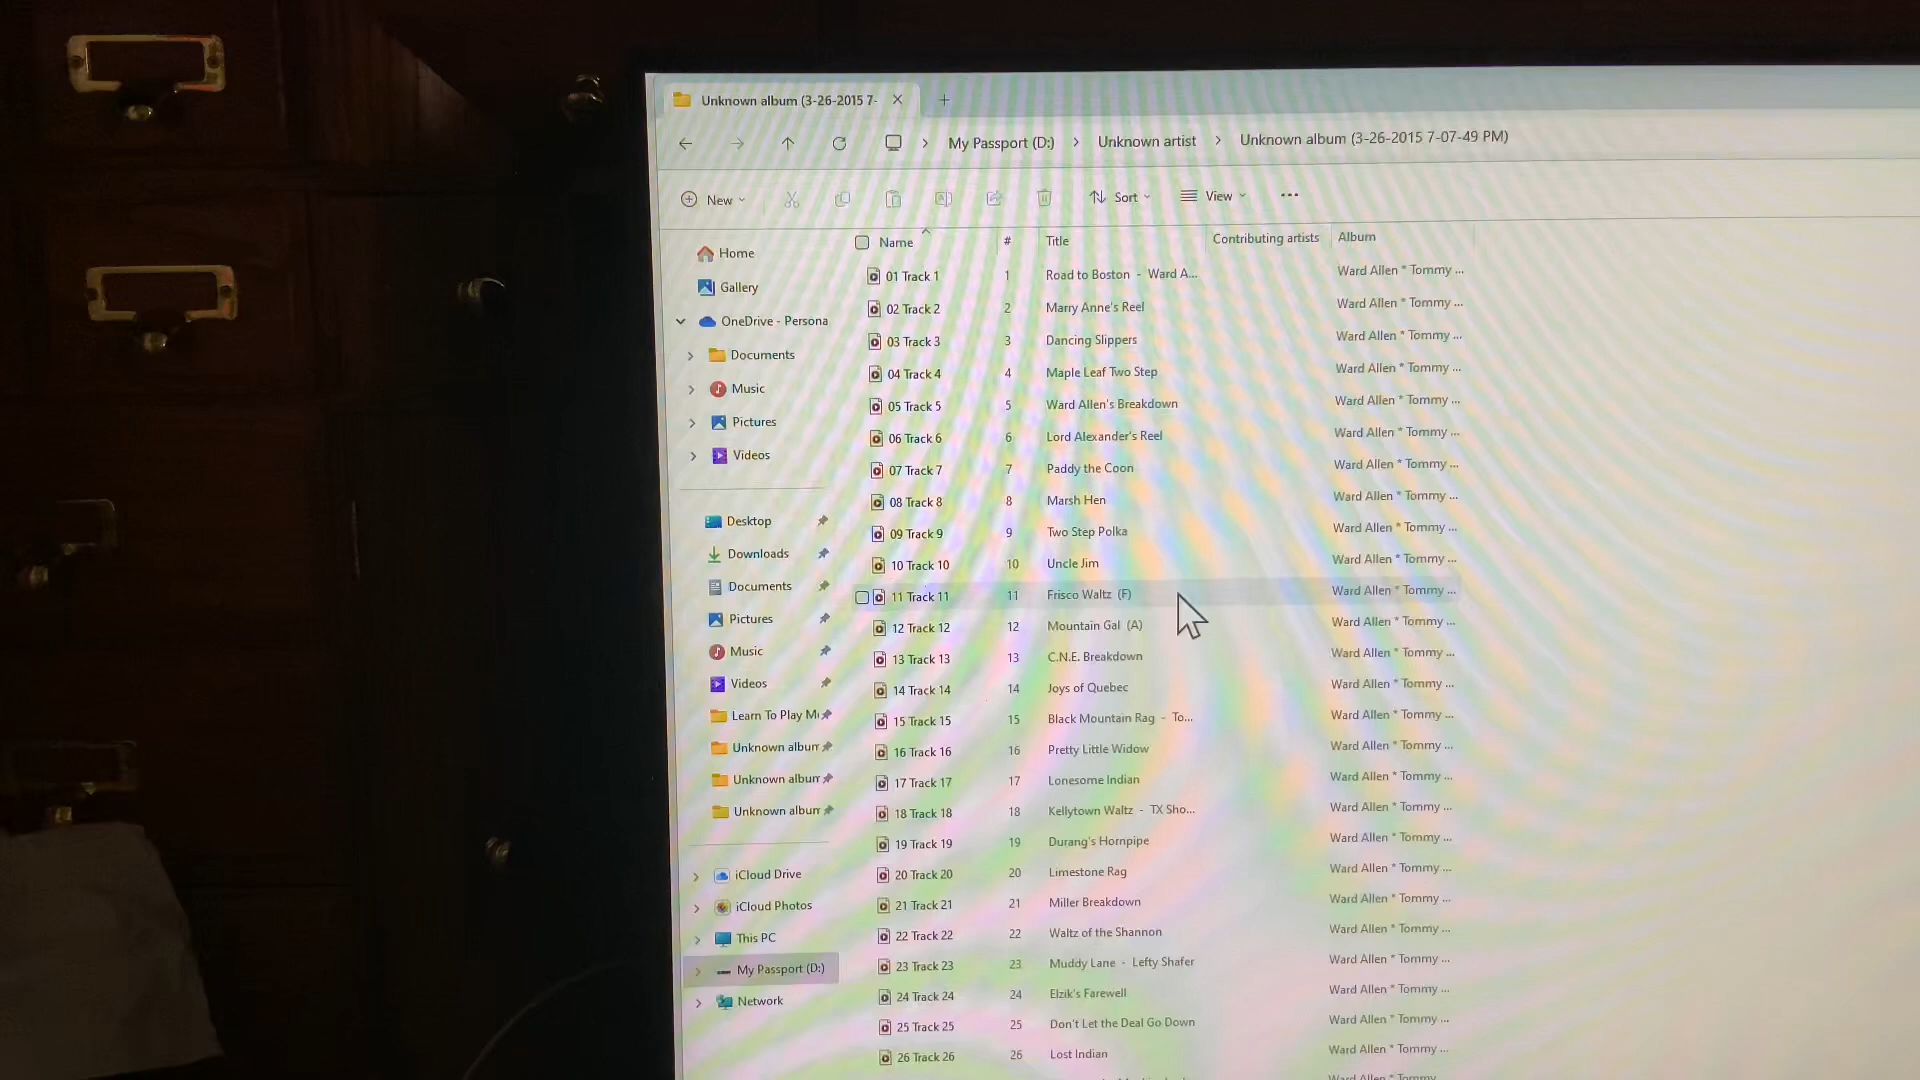 Unknown album (3-26-2015 7-
My Passport (D:) > Unknown artist > Unknown album (3-26-2015 7-07-49 PM)
New Sort View ...
Name # Title Contributing artists Album
01 Track 1 1 Road to Boston - Ward A... Ward Allen * Tommy ...
02 Track 2 2 Marry Anne's Reel Ward Allen * Tommy ...
03 Track 3 3 Dancing Slippers Ward Allen * Tommy ...
04 Track 4 4 Maple Leaf Two Step Ward Allen * Tommy ...
05 Track 5 5 Ward Allen's Breakdown Ward Allen * Tommy ...
06 Track 6 6 Lord Alexander's Reel Ward Allen * Tommy ...
07 Track 7 7 Paddy the Coon Ward Allen * Tommy ...
08 Track 8 8 Marsh Hen Ward Allen * Tommy ...
09 Track 9 9 Two Step Polka Ward Allen * Tommy ...
10 Track 10 10 Uncle Jim Ward Allen * Tommy ...
11 Track 11 11 Frisco Waltz (F) Ward Allen * Tommy ...
12 Track 12 12 Mountain Gal (A) Ward Allen * Tommy ...
13 Track 13 13 C.N.E. Breakdown Ward Allen * Tommy ...
14 Track 14 14 Joys of Quebec Ward Allen * Tommy ...
15 Track 15 15 Black Mountain Rag - To... Ward Allen * Tommy ...
16 Track 16 16 Pretty Little Widow Ward Allen * Tommy ...
17 Track 17 17 Lonesome Indian Ward Allen * Tommy ...
18 Track 18 18 Kellytown Waltz - TX Sho... Ward Allen * Tommy ...
19 Track 19 19 Durang's Hornpipe Ward Allen * Tommy ...
20 Track 20 20 Limestone Rag Ward Allen * Tommy ...
21 Track 21 21 Miller Breakdown Ward Allen * Tommy ...
22 Track 22 22 Waltz of the Shannon Ward Allen * Tommy ...
23 Track 23 23 Muddy Lane - Lefty Shafer Ward Allen * Tommy ...
24 Track 24 24 Elzik's Farewell Ward Allen * Tommy ...
25 Track 25 25 Don't Let the Deal Go Down Ward Allen * Tommy ...
26 Track 26 26 Lost Indian Ward Allen * Tommy ...
Home
Gallery
OneDrive - Persona
Documents
Music
Pictures
Videos
Desktop
Downloads
Documents
Pictures
Music
Videos
Learn To Play M
Unknown album
Unknown album
Unknown album
iCloud Drive
iCloud Photos
This PC
My Passport (D:)
Network